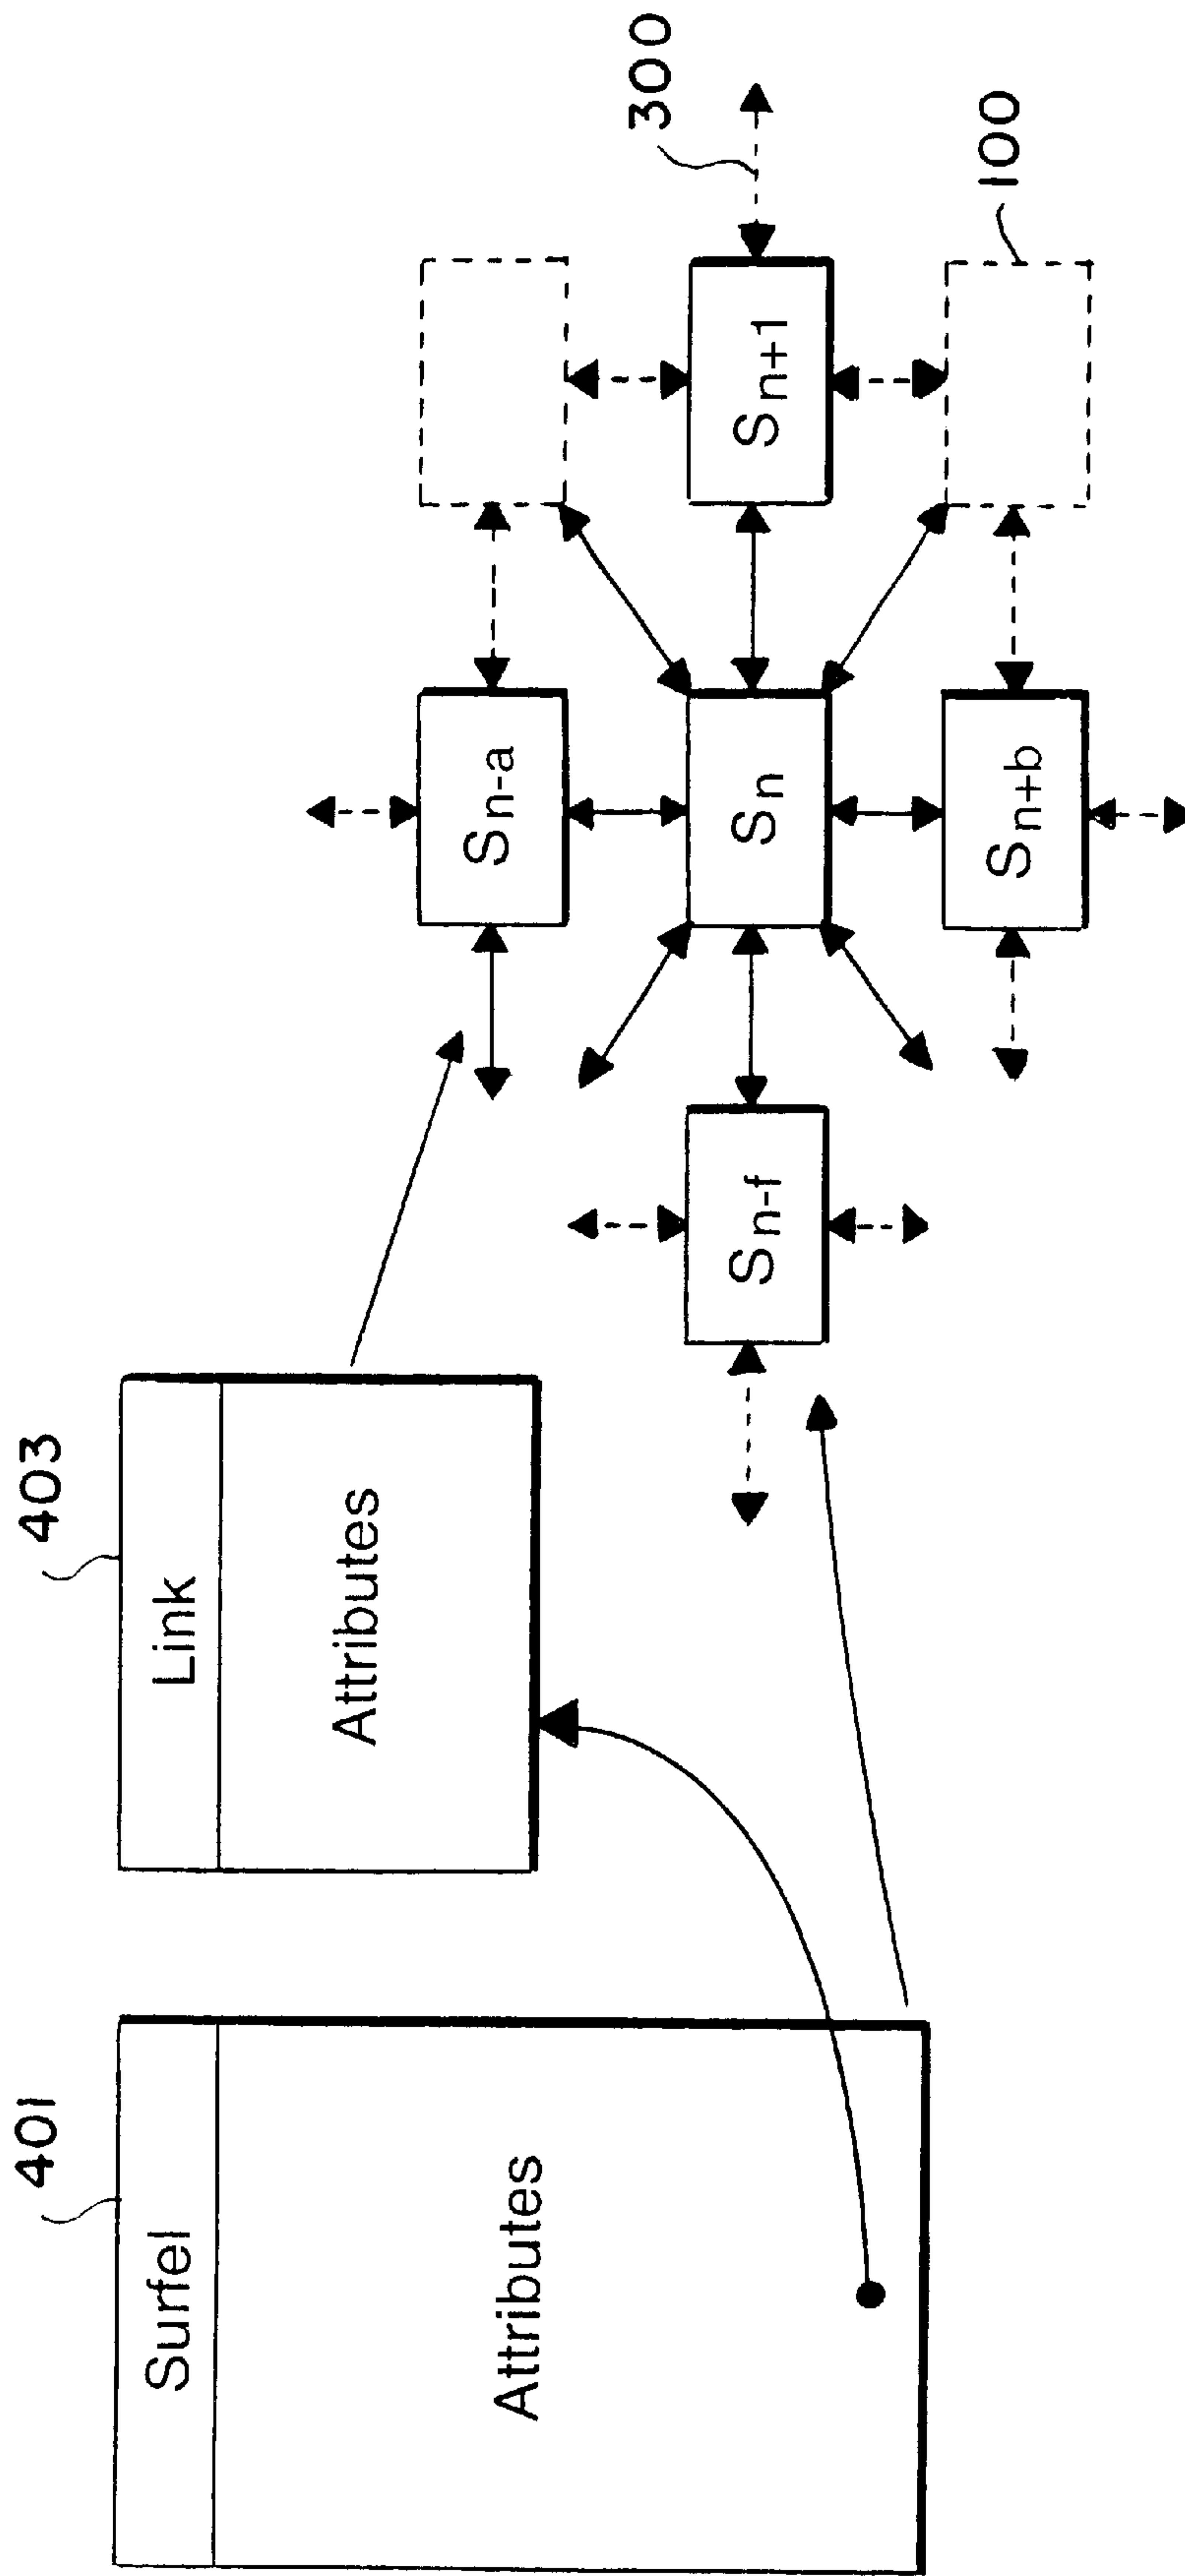 401
Surfel
Attributes
403
Link
Attributes
Sn-f
Sn-a
Sn
Sn+b
Sn+1
300
100